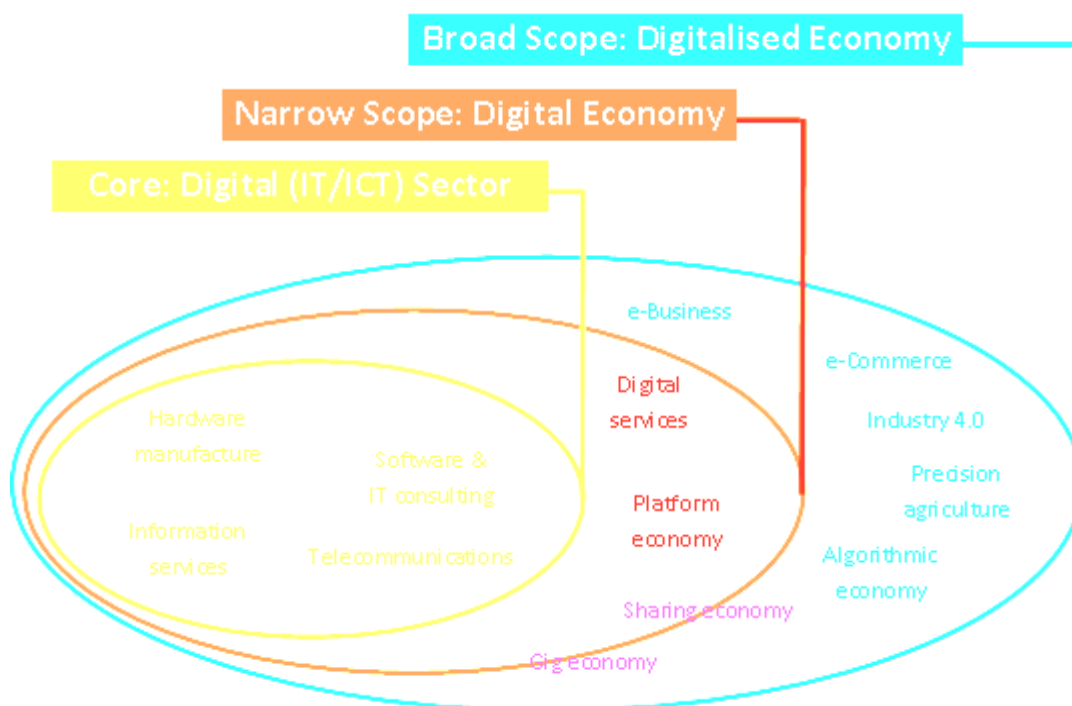 Broad Scope: Digitalised Economy
Narrow Scope: Digital Economy
Core: Digital (IT/ICT) Sector
e-Business
e-Commerce
Digital
services
Industry 4.0
Hardware
manufacture
Software &
IT consulting
Precision
agriculture
Platform
economy
Information
services
Telecommunications
Algorithmic
economy
Sharing economy
Gig economy